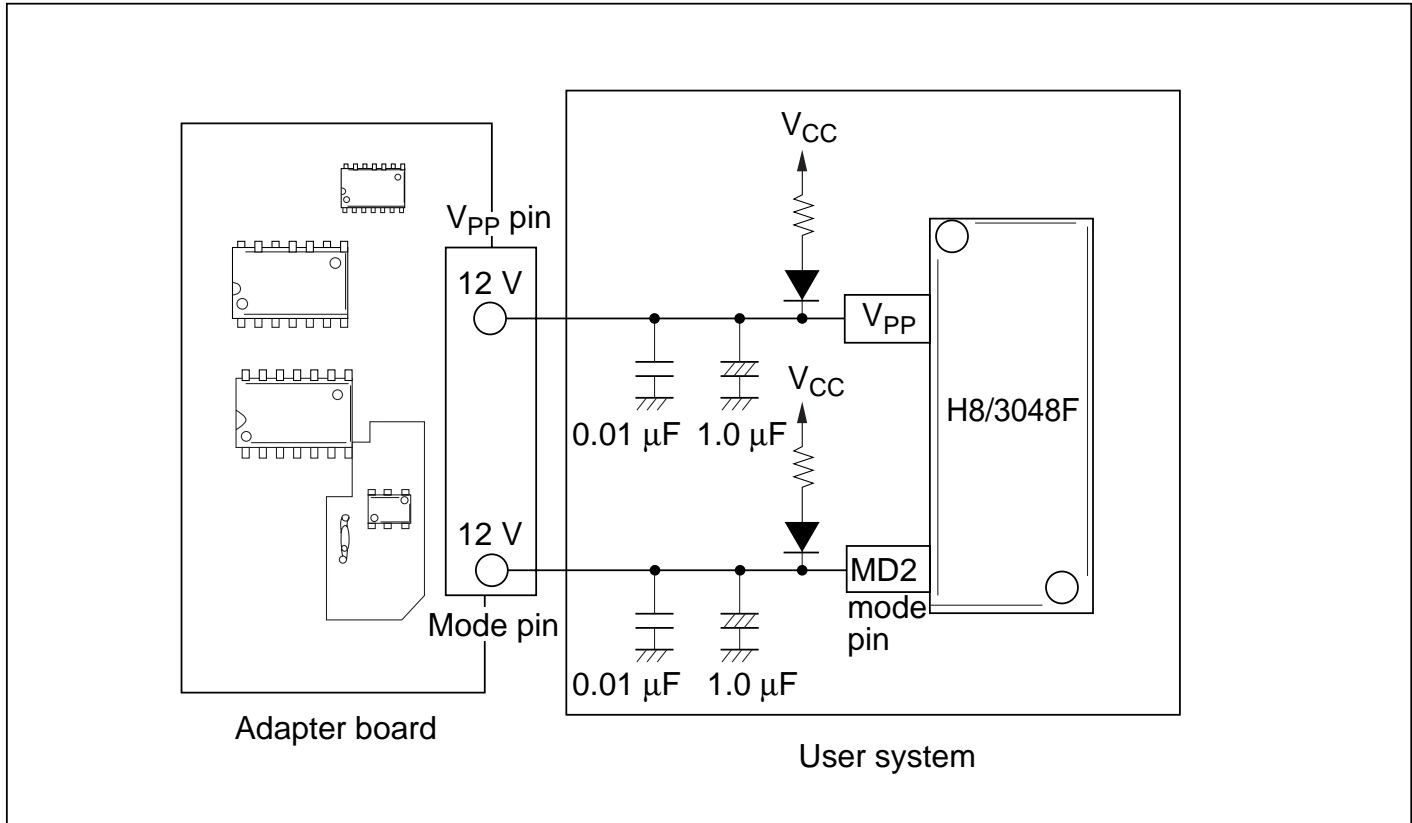 V_CC
V_PP pin
12 V
V_PP
V_CC
H8/3048F
0.01 μF 1.0 μF
12 V
MD2
mode
pin
Mode pin
0.01 μF 1.0 μF
Adapter board
User system